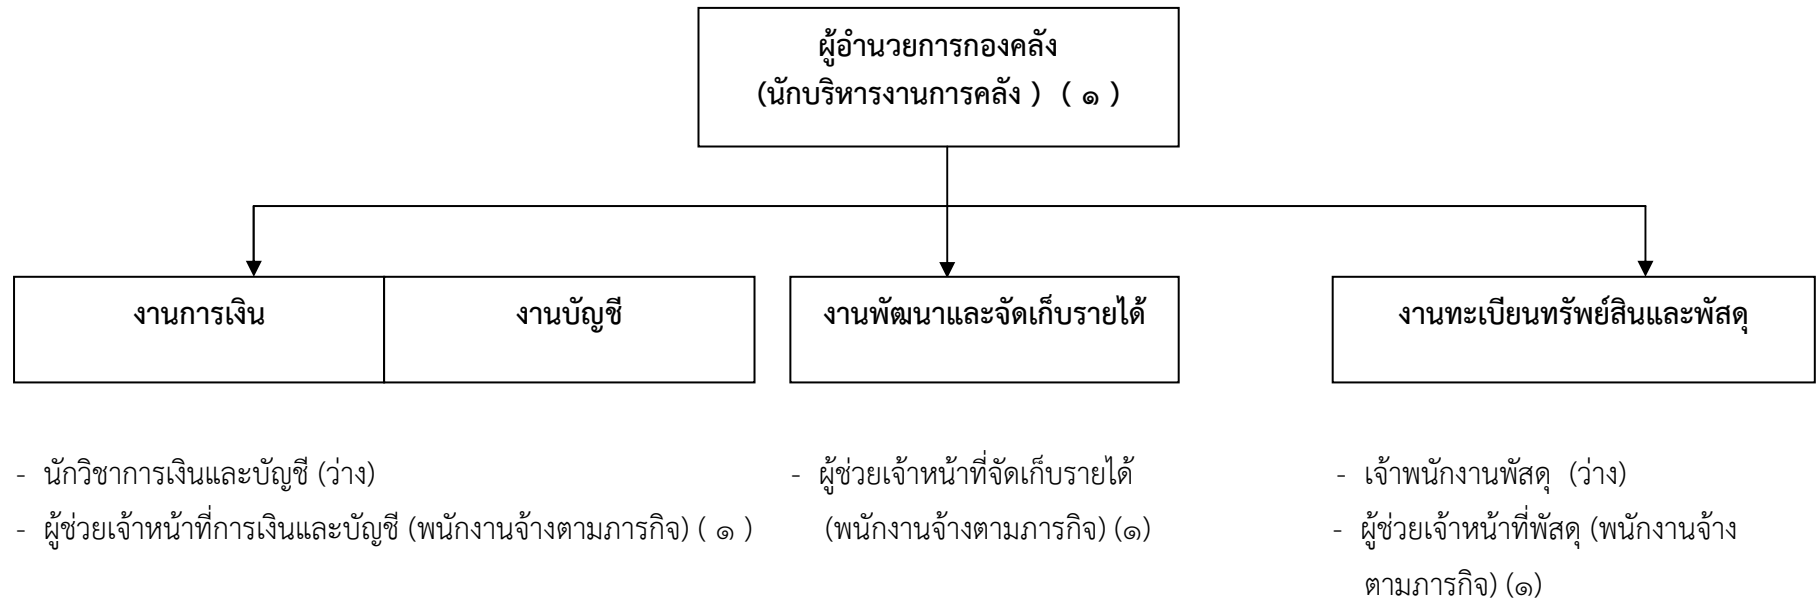 ผู้อำนวยการกองคลัง
(นักบริหารงานการคลัง ) ( ๑ )
งานการเงิน
งานบัญชี
งานพัฒนาและจัดเก็บรายได้
งานทะเบียนทรัพย์สินและพัสดุ
- นักวิชาการเงินและบัญชี (ว่าง)
- ผู้ช่วยเจ้าหน้าที่การเงินและบัญชี (พนักงานจ้างตามภารกิจ) ( ๑ )
- ผู้ช่วยเจ้าหน้าที่จัดเก็บรายได้
(พนักงานจ้างตามภารกิจ) (๑)
- เจ้าพนักงานพัสดุ (ว่าง)
- ผู้ช่วยเจ้าหน้าที่พัสดุ (พนักงานจ้าง
ตามภารกิจ) (๑)